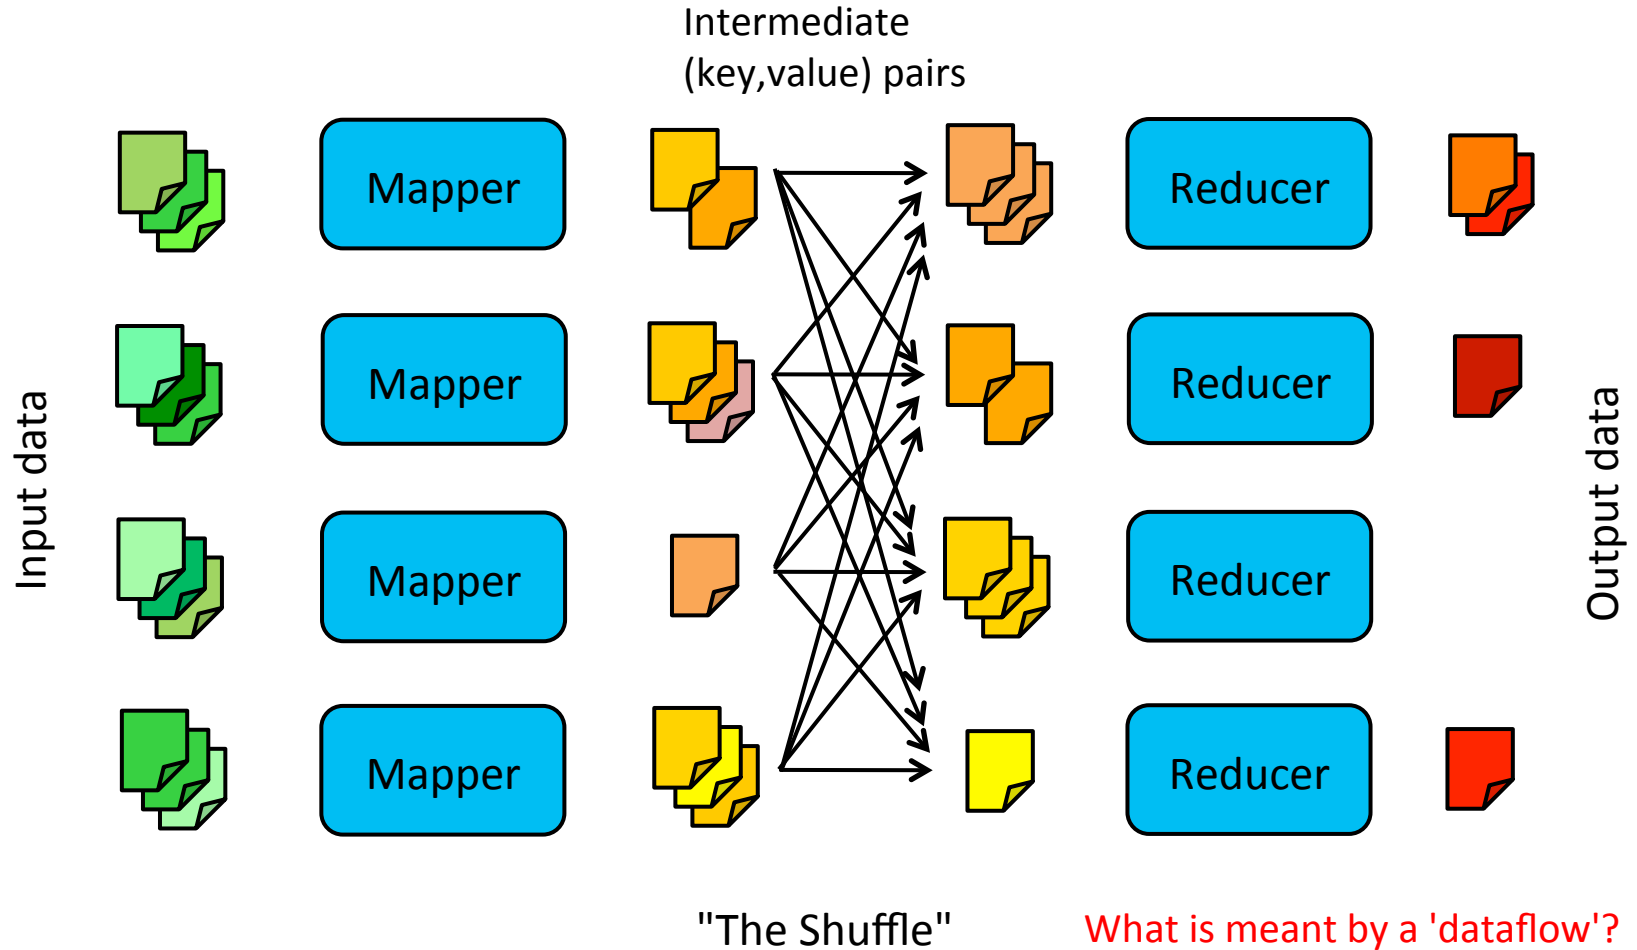 Intermediate
(key,value) pairs
Mapper
Reducer
Mapper
Reducer
Input data
Output data
Mapper
Reducer
Mapper
Reducer
"The Shuffle"
What is meant by a 'dataflow'?